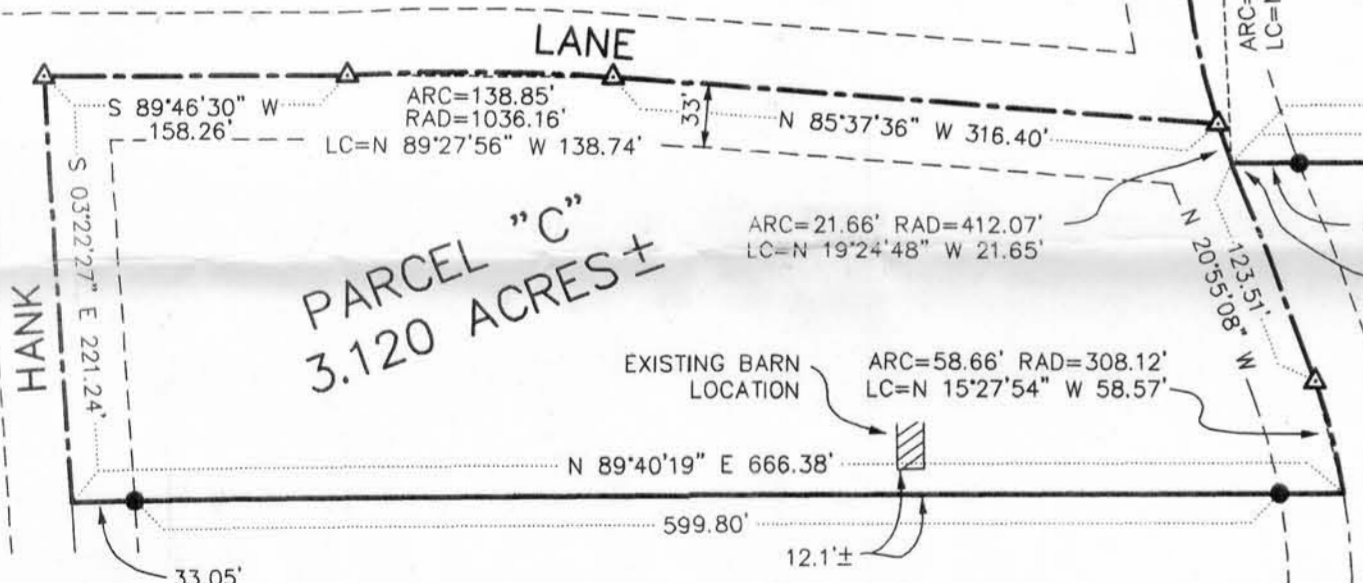 LANE
ARC=
LC=N
S 89°46'30" W
158.26'
ARC=138.85'
RAD=1036.16'
LC=N 89°27'56" W 138.74'
33'
N 85°37'36" W 316.40'
S 03°22'27" E 221.24'
HANK
PARCEL "C"
3.120 ACRES±
ARC=21.66' RAD=412.07'
LC=N 19°24'48" W 21.65'
123.51'
N 20°55'08" W
EXISTING BARN
LOCATION
ARC=58.66' RAD=308.12'
LC=N 15°27'54" W 58.57'
N 89°40'19" E 666.38'
599.80'
12.1'±
33.05'